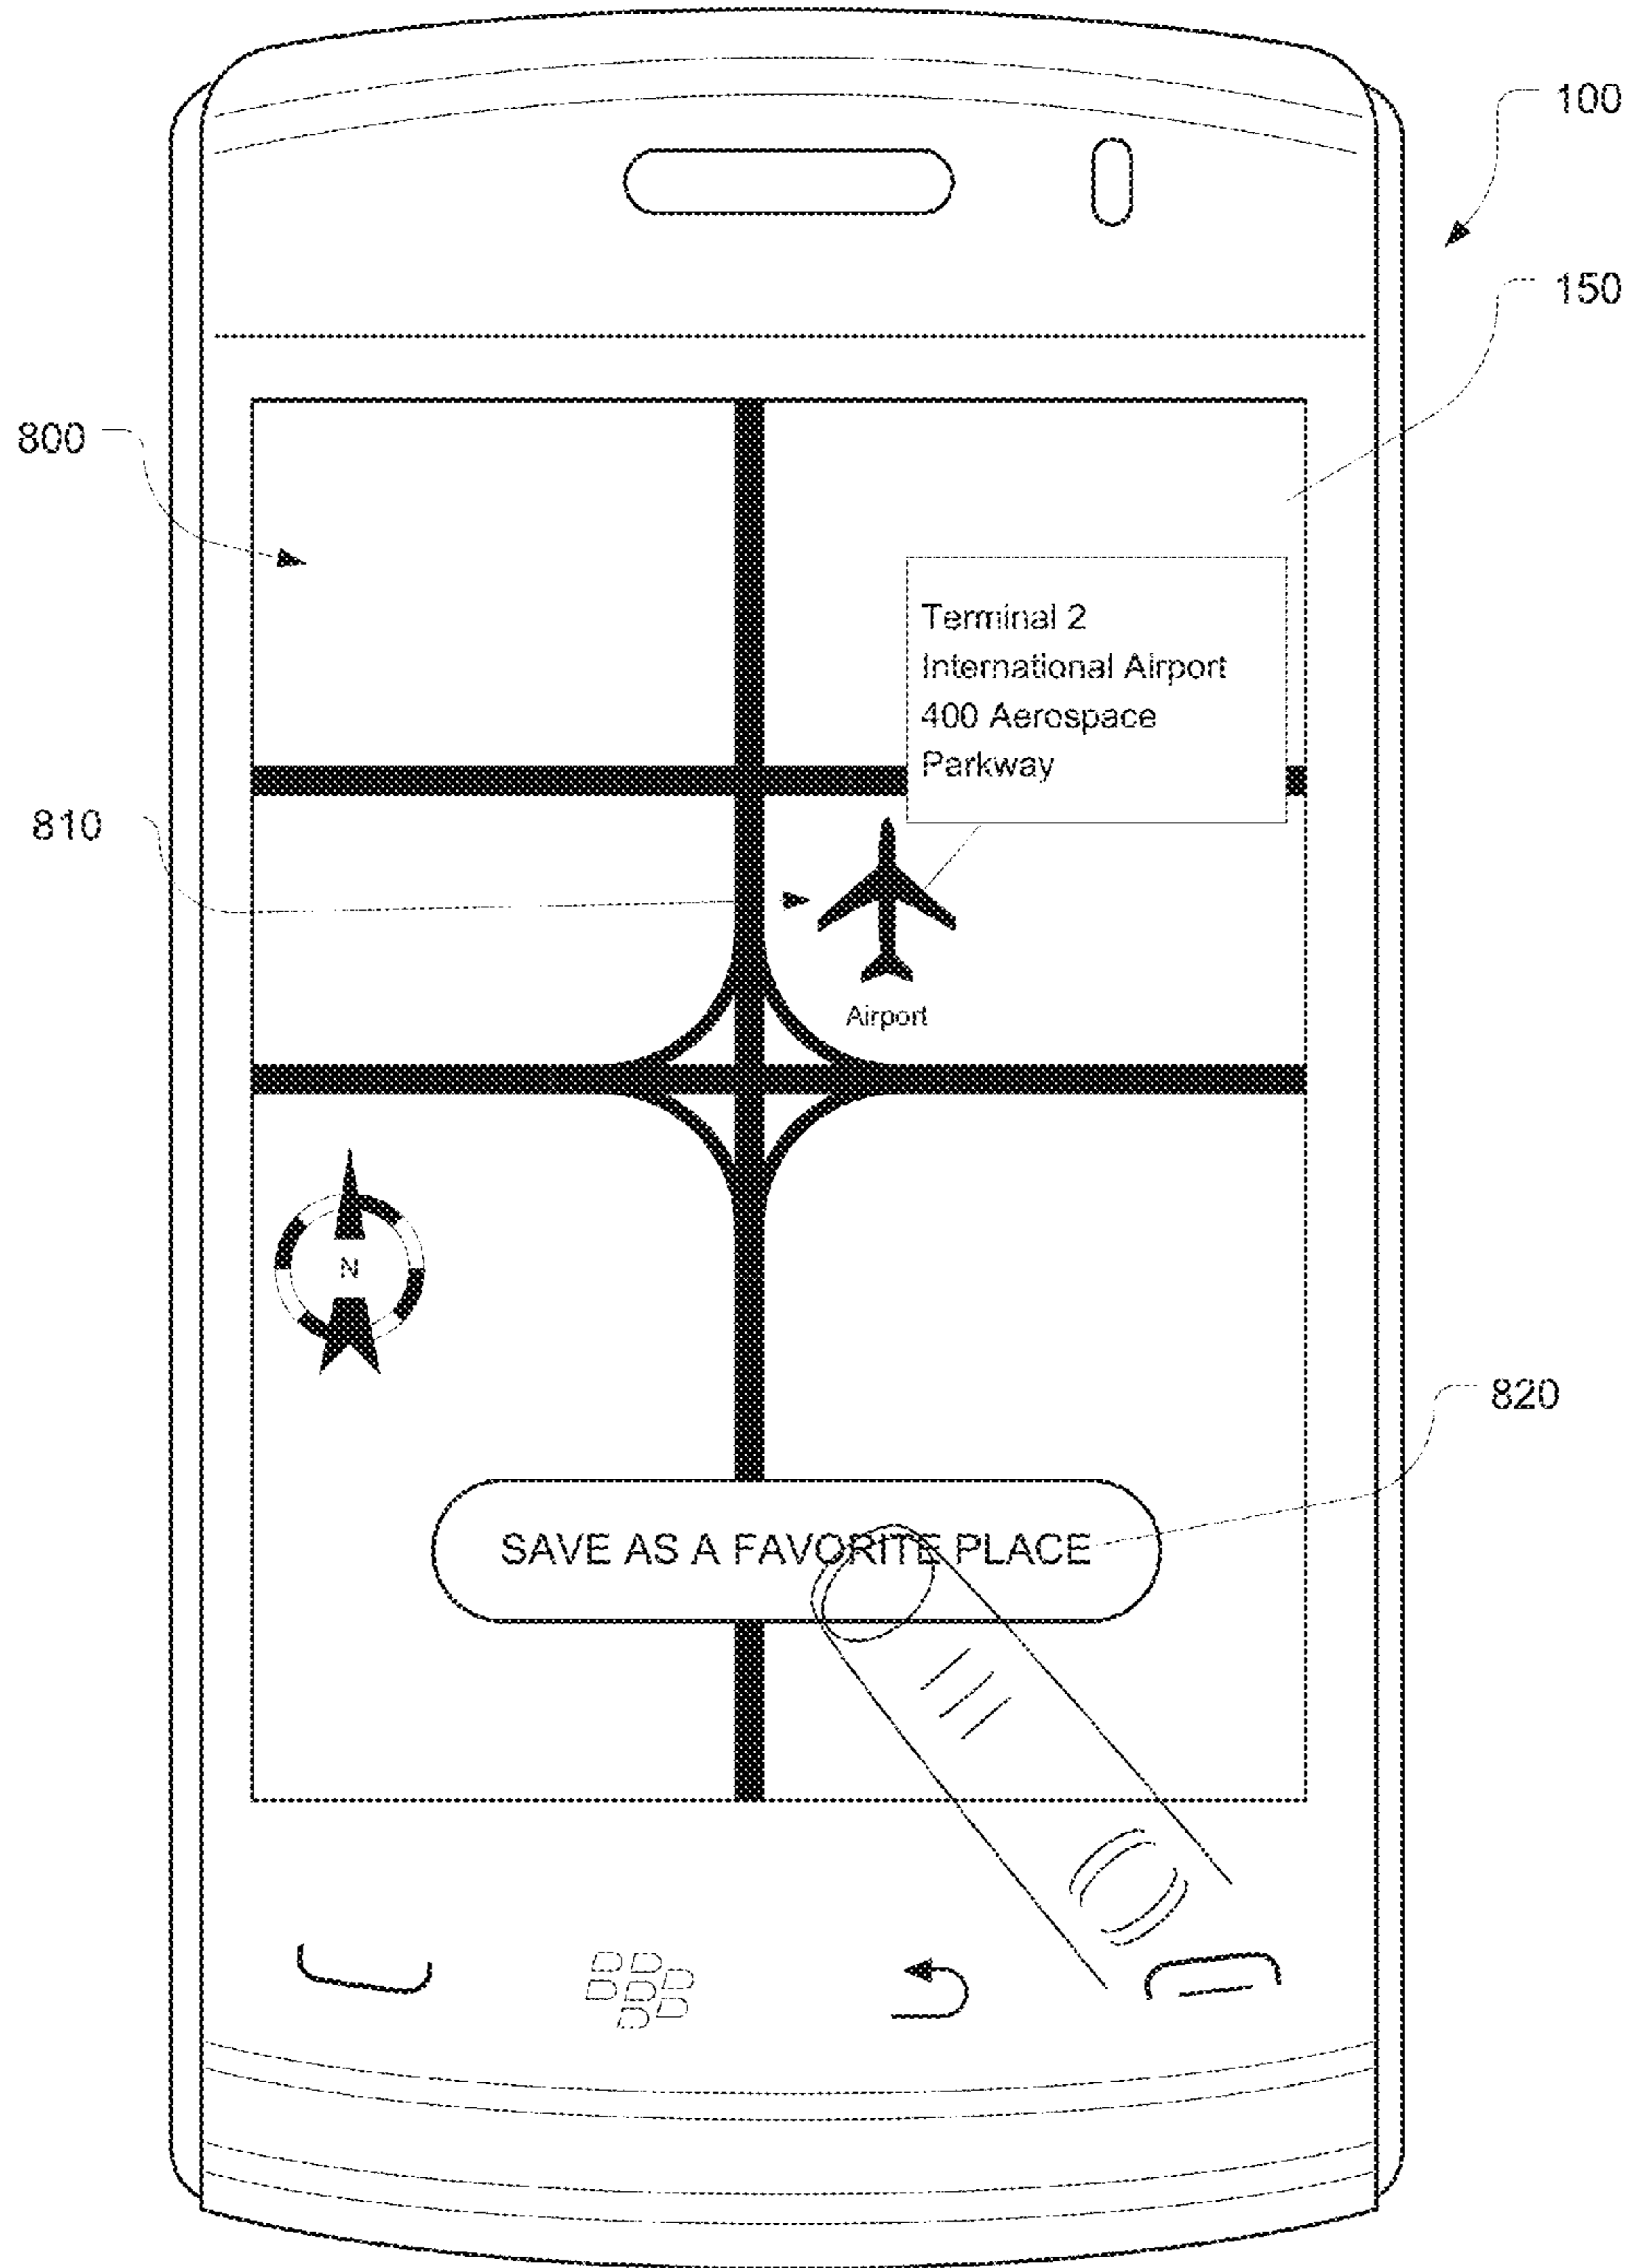 100
150
800
Terminal 2
International Airport
400 Aerospace
Parkway
810
Airport
N
820
SAVE AS A FAVORITE PLACE